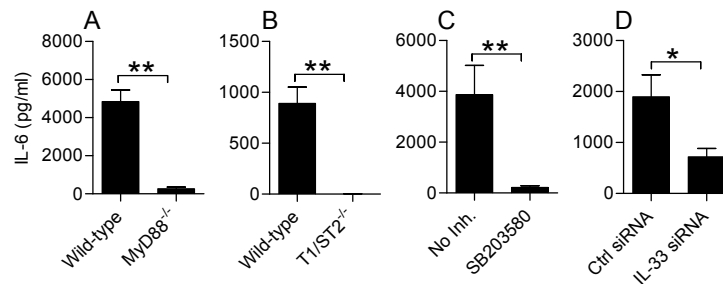 A
B
C
D
IL-6 (pg/ml)
8000
6000
4000
2000
0
**
Wild-type
MyD88-/-
1500
1000
500
0
**
Wild-type
T1/ST2-/-
6000
4000
2000
0
**
No Inh.
SB203580
3000
2000
1000
0
*
Ctrl siRNA
IL-33 siRNA